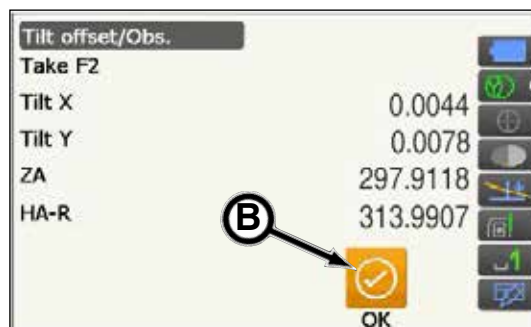 Tilt offset/Obs.
Take F2
Tilt X 0.0044
Tilt Y 0.0078
ZA 297.9118
HA-R 313.9907
B
OK